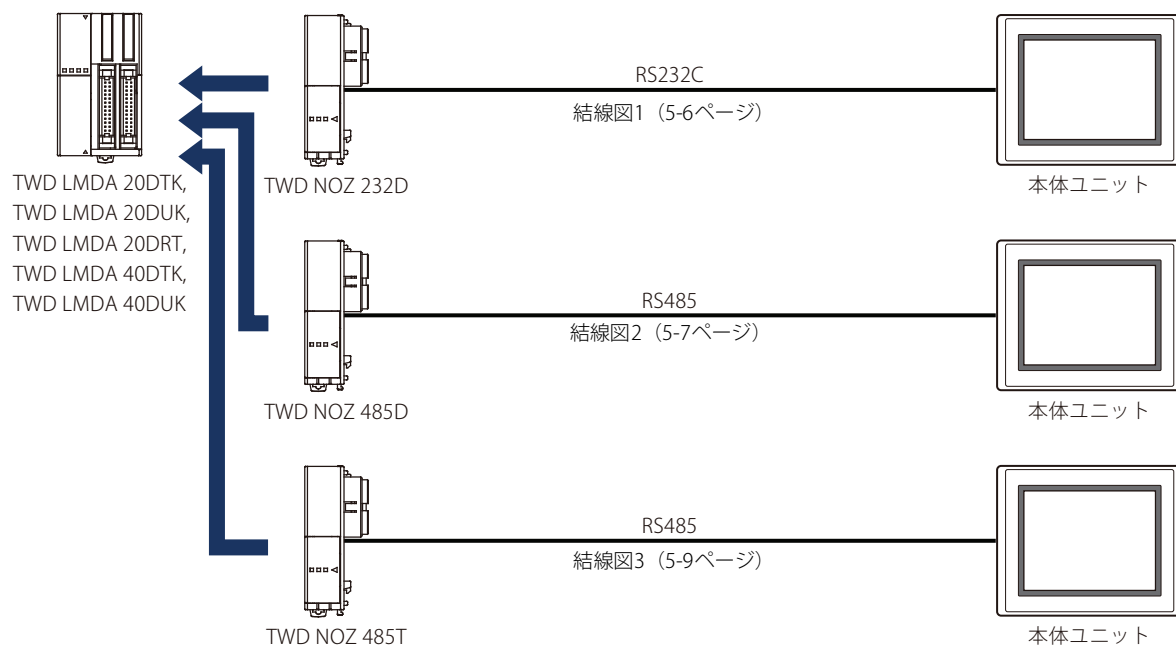 RS232C
結線図1（5-6ページ）
TWD LMDA 20DTK,
TWD LMDA 20DUK,
TWD LMDA 20DRT,
TWD LMDA 40DTK,
TWD LMDA 40DUK
TWD NOZ 232D
本体ユニット
RS485
結線図2（5-7ページ）
TWD NOZ 485D
本体ユニット
RS485
結線図3（5-9ページ）
TWD NOZ 485T
本体ユニット